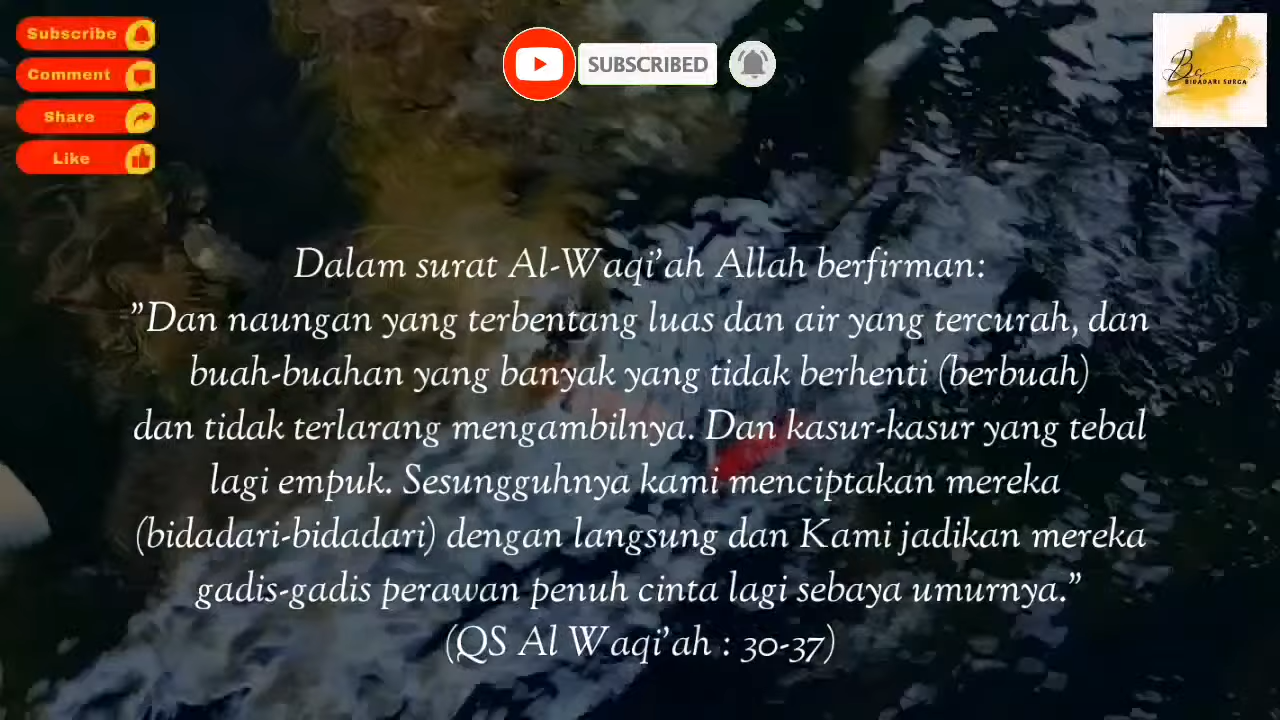 Subscribe
Comment
Share
Like
SUBSCRIBED
Bs
BIDADARI SURGA
Dalam surat Al-Waqi’ah Allah berfirman:
”Dan naungan yang terbentang luas dan air yang tercurah, dan
buah-buahan yang banyak yang tidak berhenti (berbuah)
dan tidak terlarang mengambilnya. Dan kasur-kasur yang tebal
lagi empuk. Sesungguhnya kami menciptakan mereka
(bidadari-bidadari) dengan langsung dan Kami jadikan mereka
gadis-gadis perawan penuh cinta lagi sebaya umurnya.”
(QS Al Waqi’ah : 30-37)